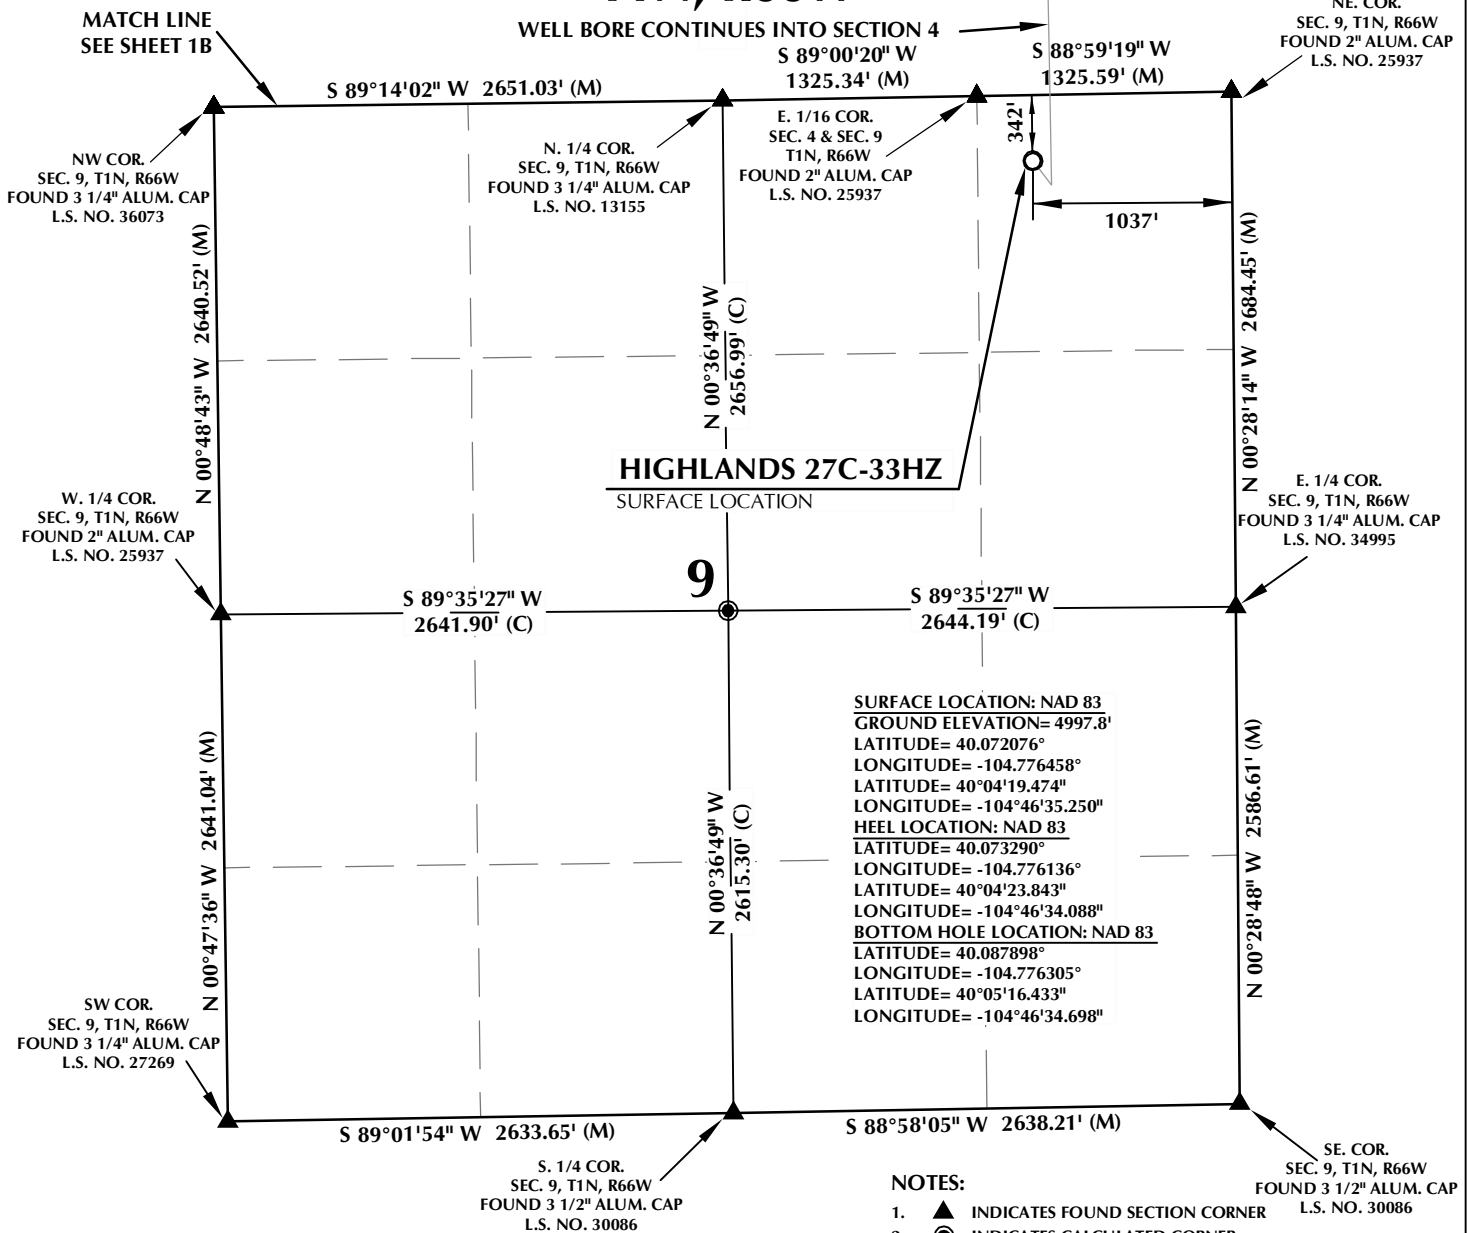 MATCH LINE
SEE SHEET 1B
WELL BORE CONTINUES INTO SECTION 4
NE. COR.
SEC. 9, T1N, R66W
FOUND 2" ALUM. CAP
L.S. NO. 25937
S 89°14'02" W 2651.03' (M)
S 89°00'20" W
1325.34' (M)
S 88°59'19" W
1325.59' (M)
NW COR.
SEC. 9, T1N, R66W
FOUND 3 1/4" ALUM. CAP
L.S. NO. 36073
N. 1/4 COR.
SEC. 9, T1N, R66W
FOUND 3 1/4" ALUM. CAP
L.S. NO. 13155
E. 1/16 COR.
SEC. 4 & SEC. 9
T1N, R66W
FOUND 2" ALUM. CAP
L.S. NO. 25937
342'
1037'
N 00°48'43" W 2640.52' (M)
N 00°36'49" W
2656.99' (C)
N 00°28'14" W 2684.45' (M)
HIGHLANDS 27C-33HZ
SURFACE LOCATION
W. 1/4 COR.
SEC. 9, T1N, R66W
FOUND 2" ALUM. CAP
L.S. NO. 25937
E. 1/4 COR.
SEC. 9, T1N, R66W
FOUND 3 1/4" ALUM. CAP
L.S. NO. 34995
9
S 89°35'27" W
2641.90' (C)
S 89°35'27" W
2644.19' (C)
SURFACE LOCATION: NAD 83
GROUND ELEVATION= 4997.8'
LATITUDE= 40.072076°
LONGITUDE= -104.776458°
LATITUDE= 40°04'19.474"
LONGITUDE= -104°46'35.250"
HEEL LOCATION: NAD 83
LATITUDE= 40.073290°
LONGITUDE= -104.776136°
LATITUDE= 40°04'23.843"
LONGITUDE= -104°46'34.088"
BOTTOM HOLE LOCATION: NAD 83
LATITUDE= 40.087898°
LONGITUDE= -104.776305°
LATITUDE= 40°05'16.433"
LONGITUDE= -104°46'34.698"
N 00°47'36" W 2641.04' (M)
N 00°36'49" W
2615.30' (C)
N 00°28'48" W 2586.61' (M)
SW COR.
SEC. 9, T1N, R66W
FOUND 3 1/4" ALUM. CAP
L.S. NO. 27269
S 89°01'54" W 2633.65' (M)
S 88°58'05" W 2638.21' (M)
S. 1/4 COR.
SEC. 9, T1N, R66W
FOUND 3 1/2" ALUM. CAP
L.S. NO. 30086
SE. COR.
SEC. 9, T1N, R66W
FOUND 3 1/2" ALUM. CAP
L.S. NO. 30086
NOTES:
1. INDICATES FOUND SECTION CORNER
INDICATES CALCULATED CORNER